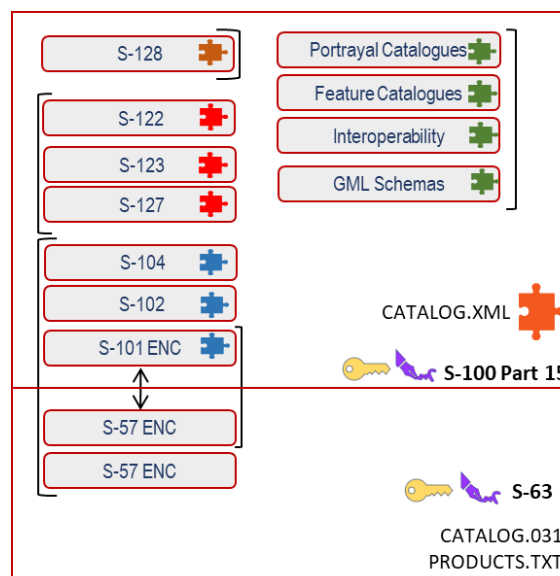 S-128
S-122
S-123
S-127
S-104
S-102
S-101 ENC
S-57 ENC
S-57 ENC
Portrayal Catalogues
Feature Catalogues
Interoperability
GML Schemas
CATALOG.XML
S-100 Part 15
S-63
CATALOG.031
PRODUCTS.TXT